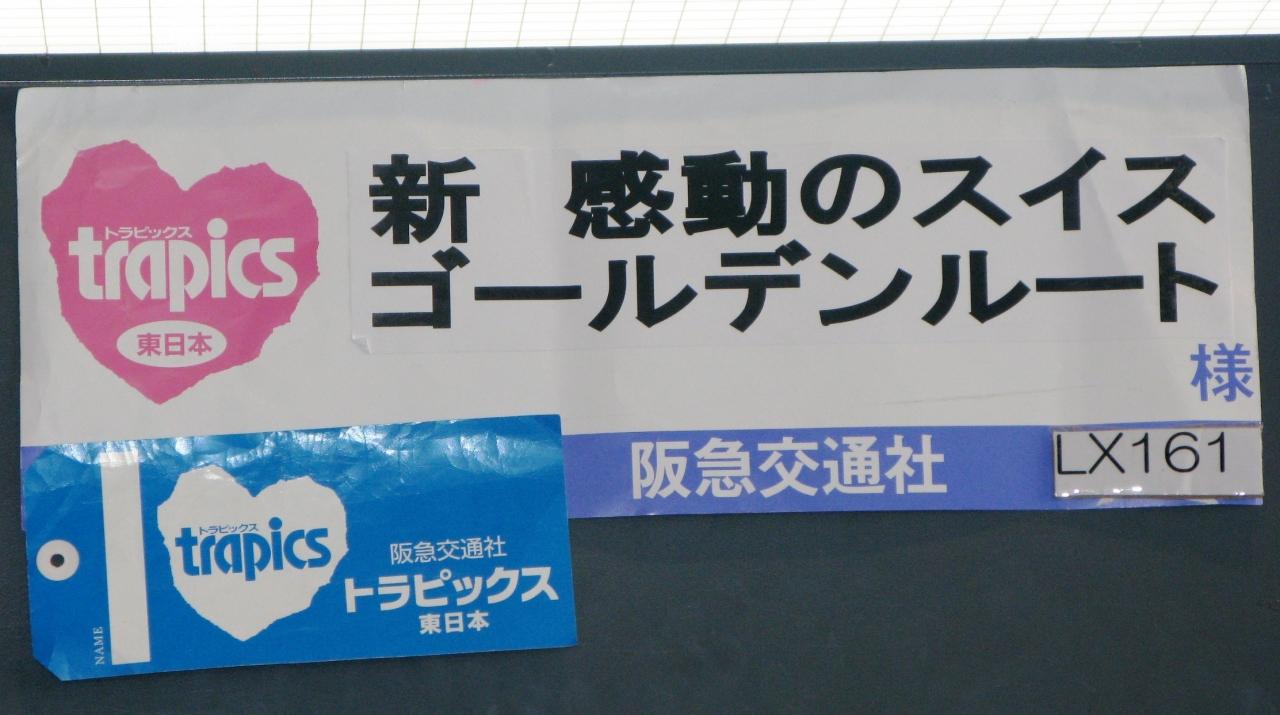 新 感動のスイス
ゴールデンルート
様
トラピックス
trapics
東日本
阪急交通社
LX161
トラピックス
trapics
阪急交通社
トラピックス
東日本
NAME